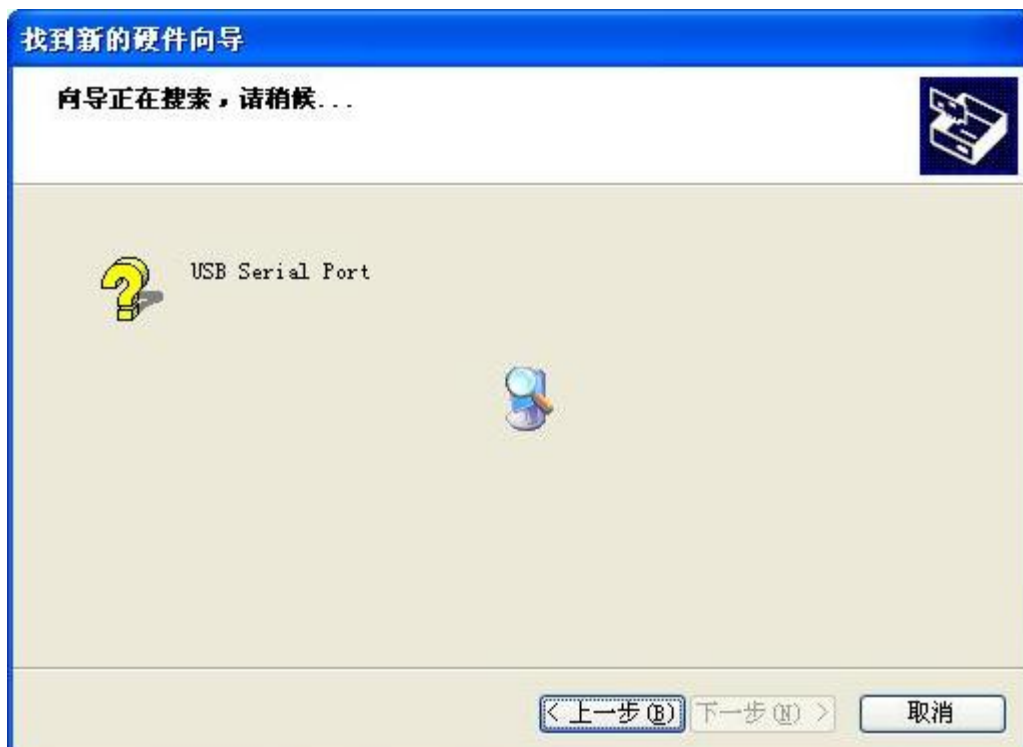 找到新的硬件向导
向导正在搜索，请稍候...
USB Serial Port
< 上一步(B)
下一步(N) >
取消